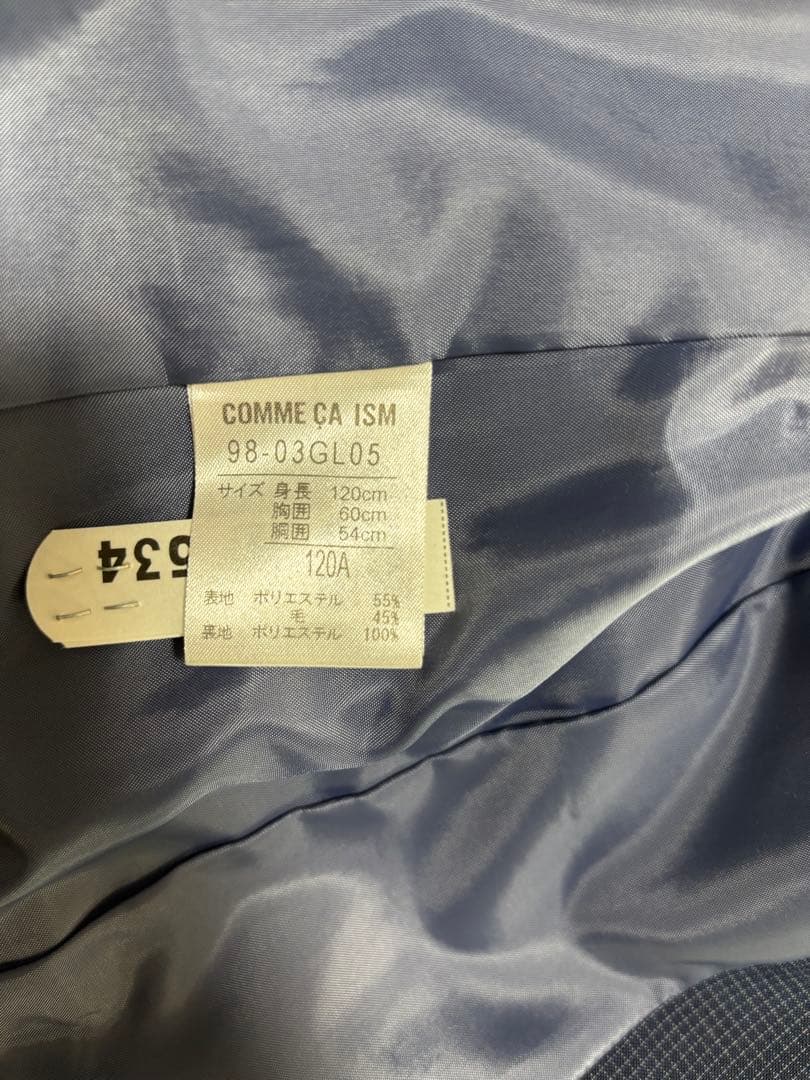 COMME ÇA ISM
98-03GL05
サイズ 身長 120cm
胸囲 60cm
胴囲 54cm
120A
表地 ポリエステル 55%
毛 45%
裏地 ポリエステル 100%
534